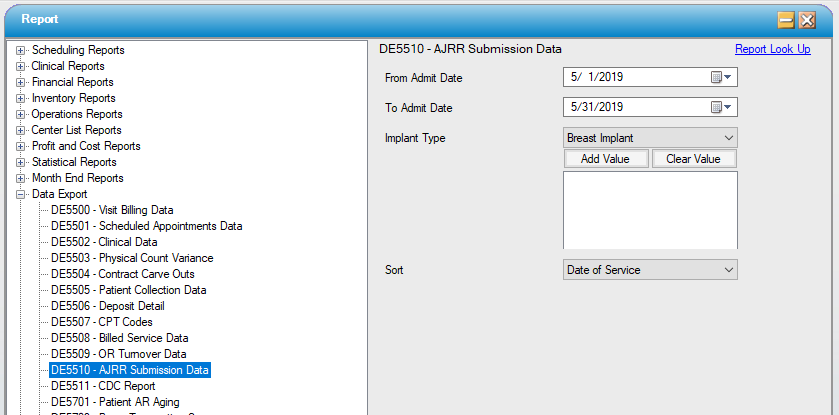 Report
Scheduling Reports
Clinical Reports
Financial Reports
Inventory Reports
Operations Reports
Center List Reports
Profit and Cost Reports
Statistical Reports
Month End Reports
Data Export
DE5500 - Visit Billing Data
DE5501 - Scheduled Appointments Data
DE5502 - Clinical Data
DE5503 - Physical Count Variance
DE5504 - Contract Carve Outs
DE5505 - Patient Collection Data
DE5506 - Deposit Detail
DE5507 - CPT Codes
DE5508 - Billed Service Data
DE5509 - OR Turnover Data
DE5510 - AJRR Submission Data
DE5511 - CDC Report
DE5701 - Patient AR Aging
DE5510 - AJRR Submission Data Report Look Up
From Admit Date 5/ 1/2019
To Admit Date 5/31/2019
Implant Type Breast Implant
Add Value Clear Value
Sort Date of Service